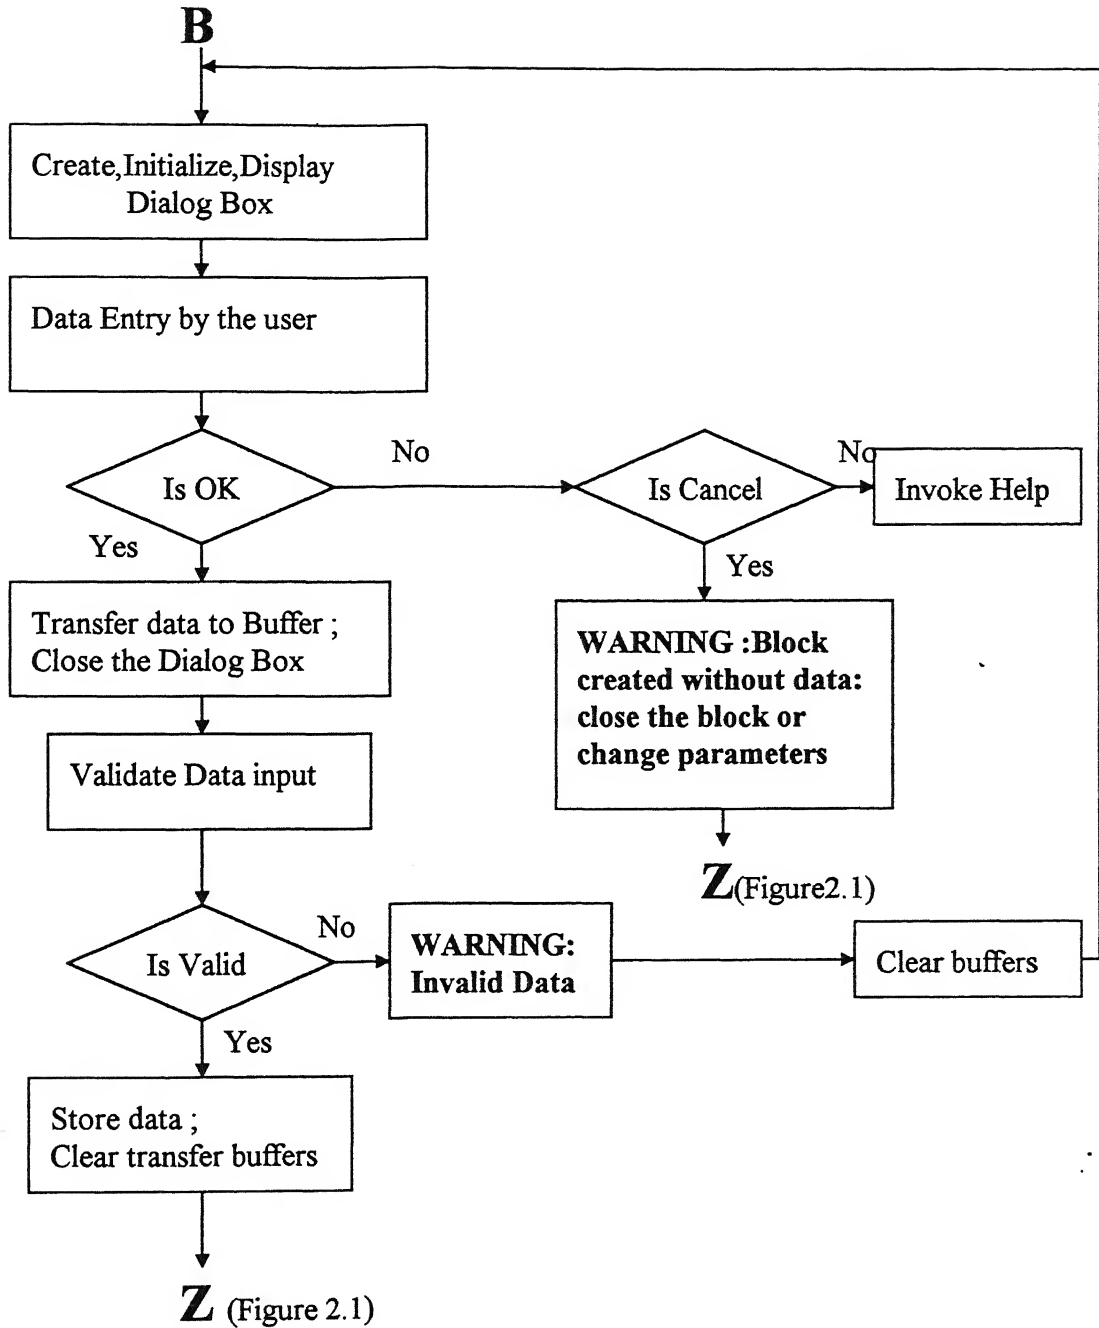 B
Create,Initialize,Display
Dialog Box
Data Entry by the user
Is OK
No
Is Cancel
No
Invoke Help
Yes
Yes
Transfer data to Buffer ;
Close the Dialog Box
WARNING :Block
created without data:
close the block or
change parameters
Validate Data input
Z(Figure2.1)
Is Valid
No
WARNING:
Invalid Data
Clear buffers
Yes
Store data ;
Clear transfer buffers
Z (Figure 2.1)